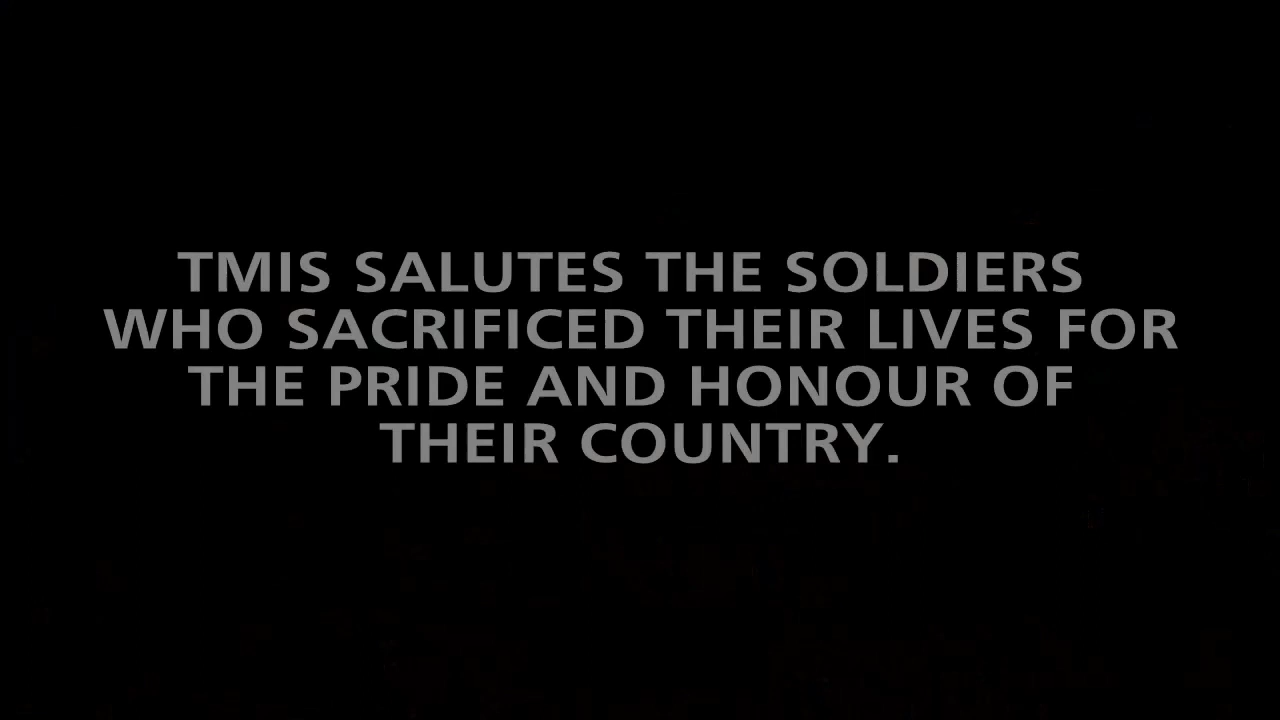 TMIS SALUTES THE SOLDIERS
WHO SACRIFICED THEIR LIVES FOR
THE PRIDE AND HONOUR OF
THEIR COUNTRY.